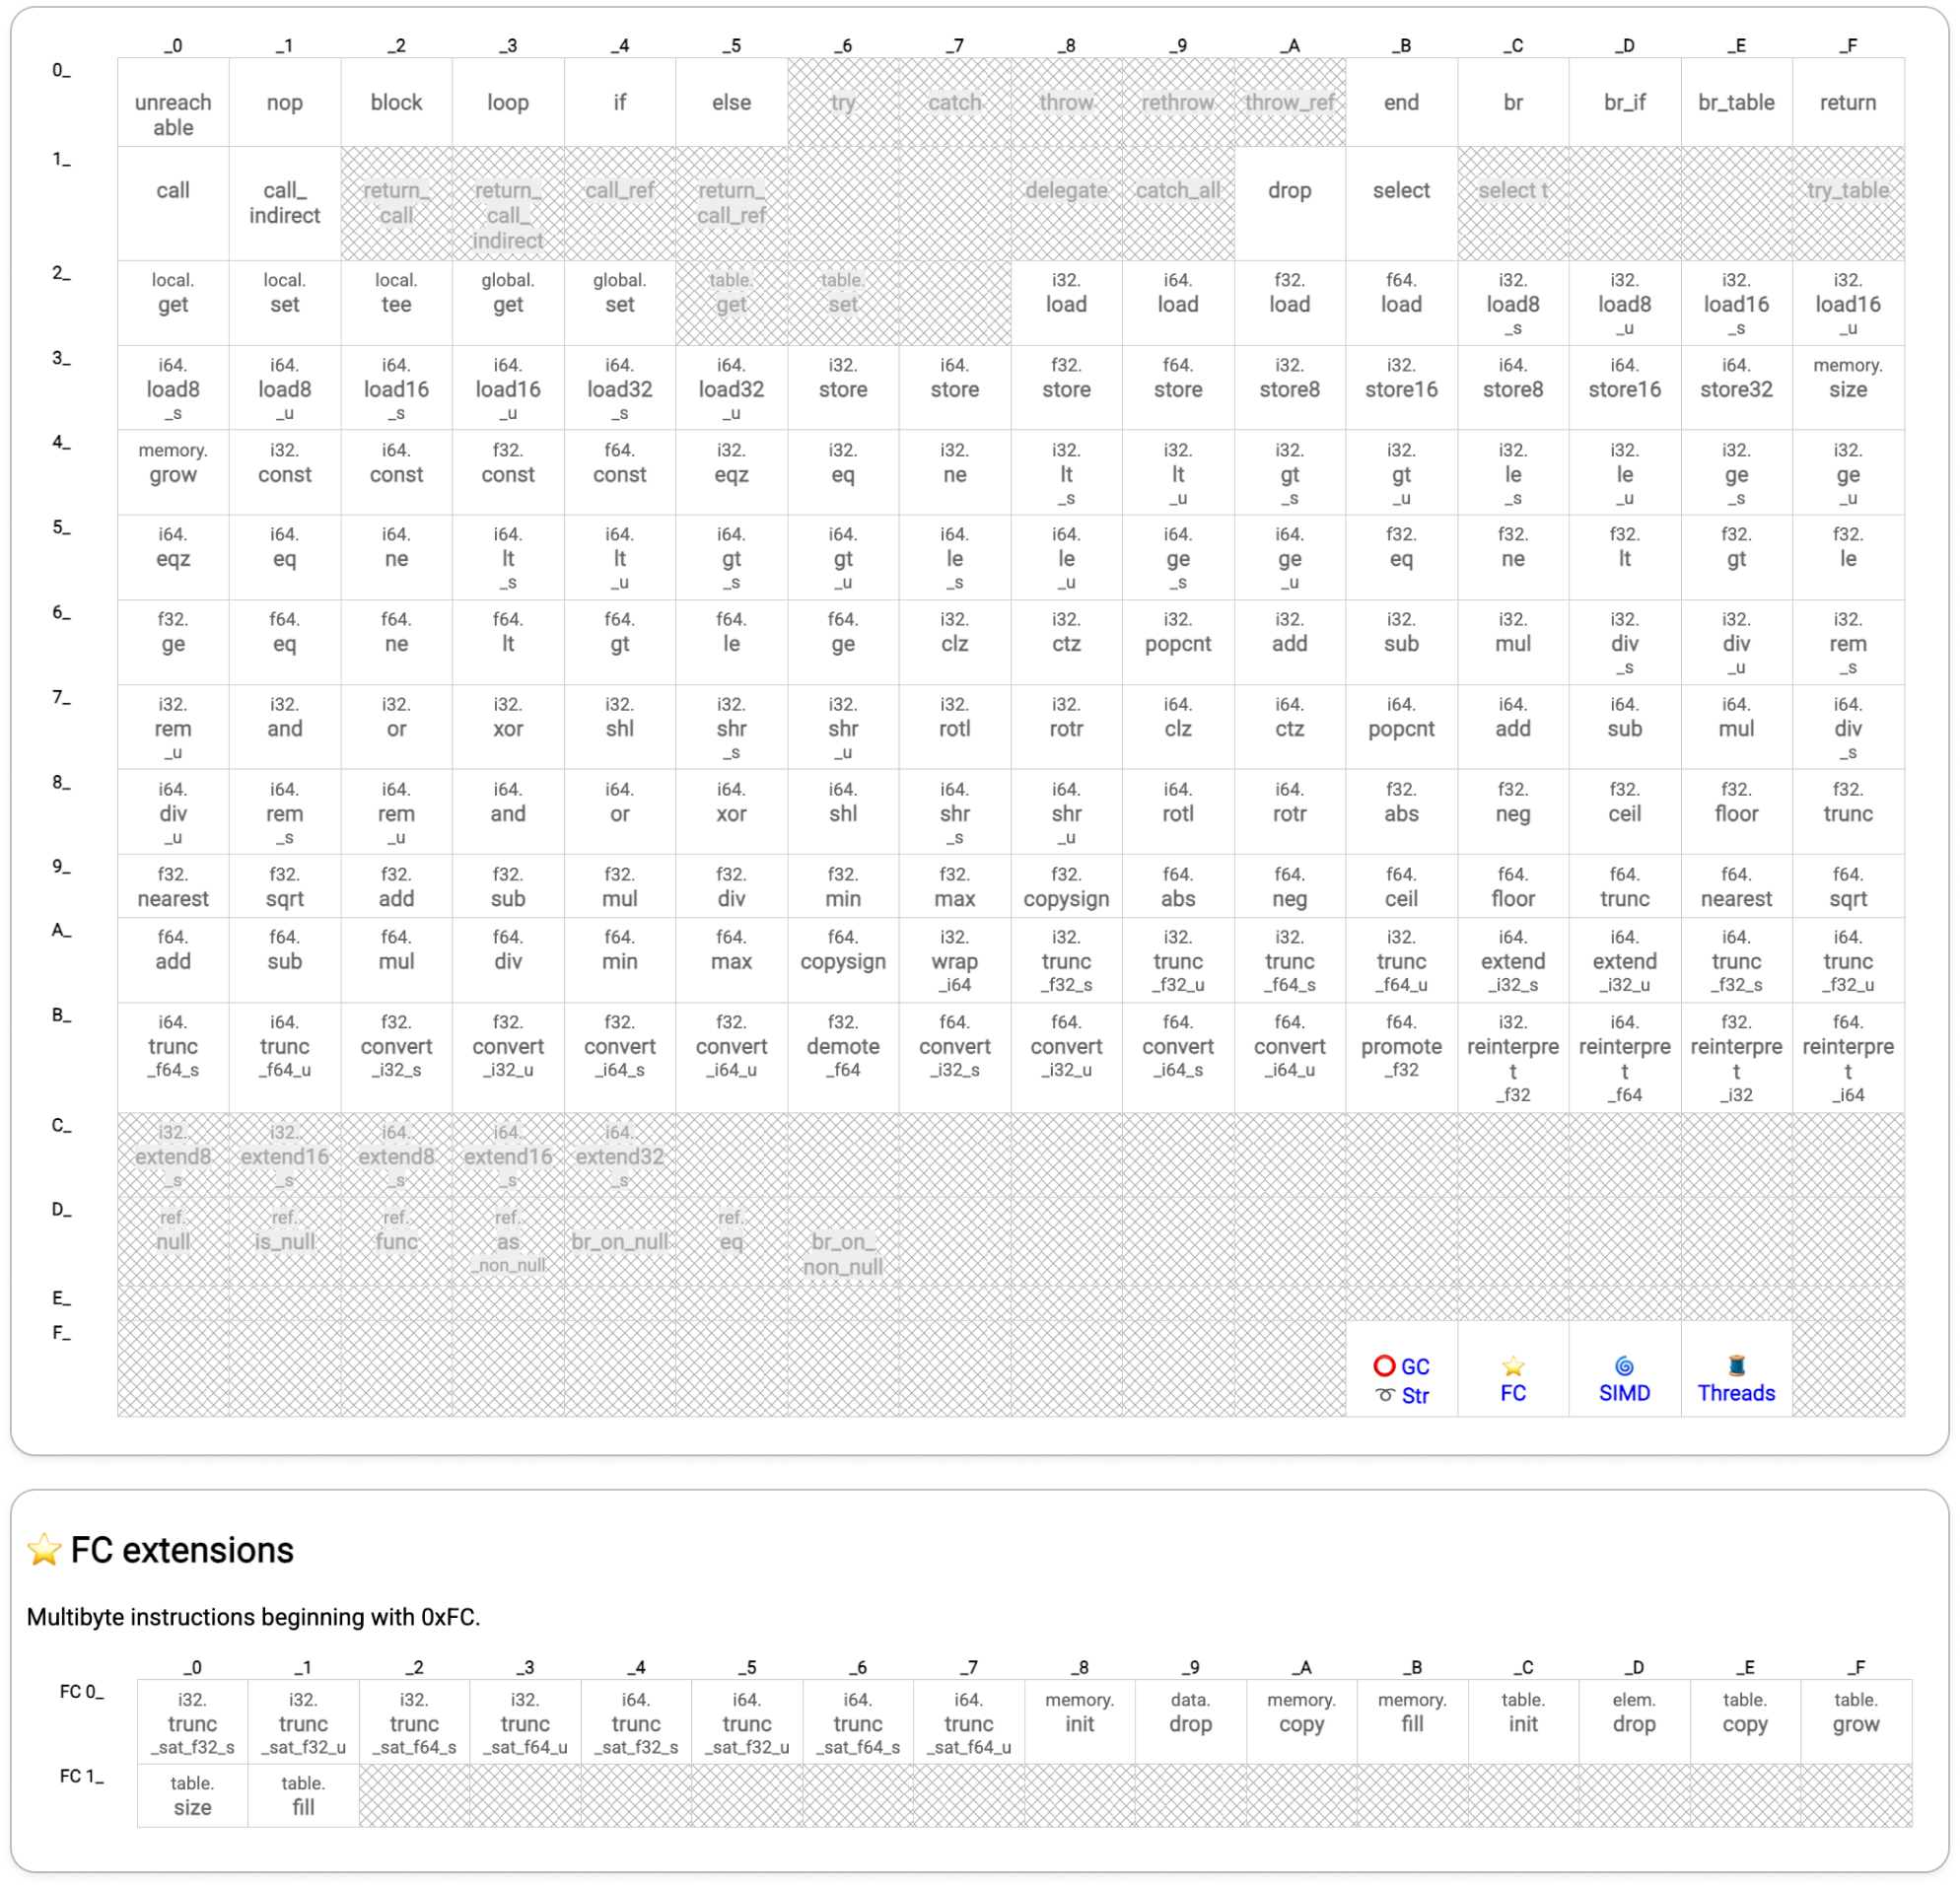 _0 _1 _2 _3 _4 _5 _6 _7 _8 _9 _A _B _C _D _E _F
0_
unreach nop block loop if else try catch throw rethrow throw_ref end br br_if br_table return
able
1_
call call_ return_ return_ call_ref return_ delegate catch_all drop select select t try_table
indirect call call_ call_ref
indirect
2_
local. local. local. global. global. table. table. i32. i64. f32. f64. i32. i32. i32. i32.
get set tee get set get set load load load load load8 load8 load16 load16
_s _u _s _u
3_
i64. i64. i64. i64. i64. i64. i32. i64. f32. f64. i32. i32. i64. i64. i64. memory.
load8 load8 load16 load16 load32 load32 store store store store store8 store16 store8 store16 store32 size
_s _u _s _u _s _u
4_
memory. i32. i64. f32. f64. i32. i32. i32. i32. i32. i32. i32. i32. i32. i32. i32.
grow const const const const eqz eq ne lt lt gt gt le le ge ge
_s _u _s _u _s _u _s _u
5_
i64. i64. i64. i64. i64. i64. i64. i64. i64. i64. i64. f32. f32. f32. f32. f32.
eqz eq ne lt lt gt gt le le ge ge eq ne lt gt le
_s _u _s _u _s _u _s _u
6_
f32. f64. f64. f64. f64. f64. f64. i32. i32. i32. i32. i32. i32. i32. i32. i32.
ge eq ne lt gt le ge clz ctz popcnt add sub mul div div rem
_s _u _s
7_
i32. i32. i32. i32. i32. i32. i32. i32. i32. i64. i64. i64. i64. i64. i64. i64.
rem and or xor shl shr shr rotl rotr clz ctz popcnt add sub mul div
_u _s _u _s
8_
i64. i64. i64. i64. i64. i64. i64. i64. i64. i64. i64. f32. f32. f32. f32. f32.
div rem rem and or xor shl shr shr rotl rotr abs neg ceil floor trunc
_u _s _u _s _u
9_
f32. f32. f32. f32. f32. f32. f32. f32. f32. f64. f64. f64. f64. f64. f64. f64.
nearest sqrt add sub mul div min max copysign abs neg ceil floor trunc nearest sqrt
A_
f64. f64. f64. f64. f64. f64. f64. i32. i32. i32. i32. i32. i64. i64. i64. i64.
add sub mul div min max copysign wrap trunc trunc trunc trunc extend extend trunc trunc
_i64 _f32_s _f32_u _f64_s _f64_u _i32_s _i32_u _f32_s _f32_u
B_
i64. i64. f32. f32. f32. f32. f32. f64. f64. f64. f64. f64. i32. i64. f32. f64.
trunc trunc convert convert convert convert demote convert convert convert convert promote reinterpre reinterpre reinterpre reinterpre
_f64_s _f64_u _i32_s _i32_u _i64_s _i64_u _f64 _i32_s _i32_u _i64_s _i64_u _f32 t t t t
_f32 _f64 _i32 _i64
C_
i32. i32. i64. i64. i64.
extend8 extend16 extend8 extend16 extend32
_s _s _s _s _s
D_
ref. ref. ref. ref. ref.
null is_null func as br_on_null eq br_on_
_non_null non_null
E_
F_
GC FC SIMD Threads
Str
FC extensions
Multibyte instructions beginning with 0xFC.
_0 _1 _2 _3 _4 _5 _6 _7 _8 _9 _A _B _C _D _E _F
FC 0_
i32. i32. i32. i32. i64. i64. i64. i64. memory. data. memory. memory. table. elem. table. table.
trunc trunc trunc trunc trunc trunc trunc trunc init drop copy fill init drop copy grow
_sat_f32_s _sat_f32_u _sat_f64_s _sat_f64_u _sat_f32_s _sat_f32_u _sat_f64_s _sat_f64_u
FC 1_
table. table.
size fill